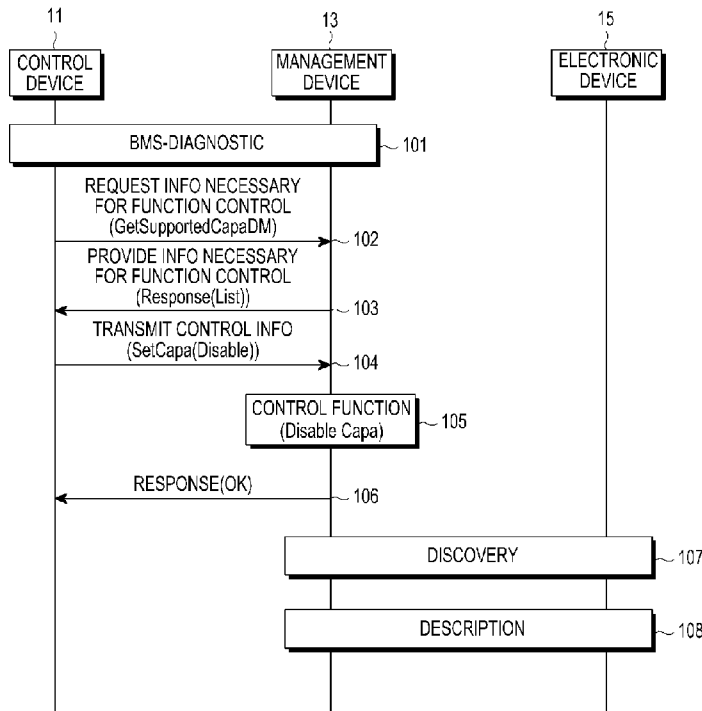 11
13
15
CONTROL
DEVICE
MANAGEMENT
DEVICE
ELECTRONIC
DEVICE
BMS-DIAGNOSTIC
101
REQUEST INFO NECESSARY
FOR FUNCTION CONTROL
(GetSupportedCapaDM)
102
PROVIDE INFO NECESSARY
FOR FUNCTION CONTROL
(Response(List))
103
TRANSMIT CONTROL INFO
(SetCapa(Disable))
104
CONTROL FUNCTION
(Disable Capa)
105
RESPONSE(OK)
106
DISCOVERY
107
DESCRIPTION
108